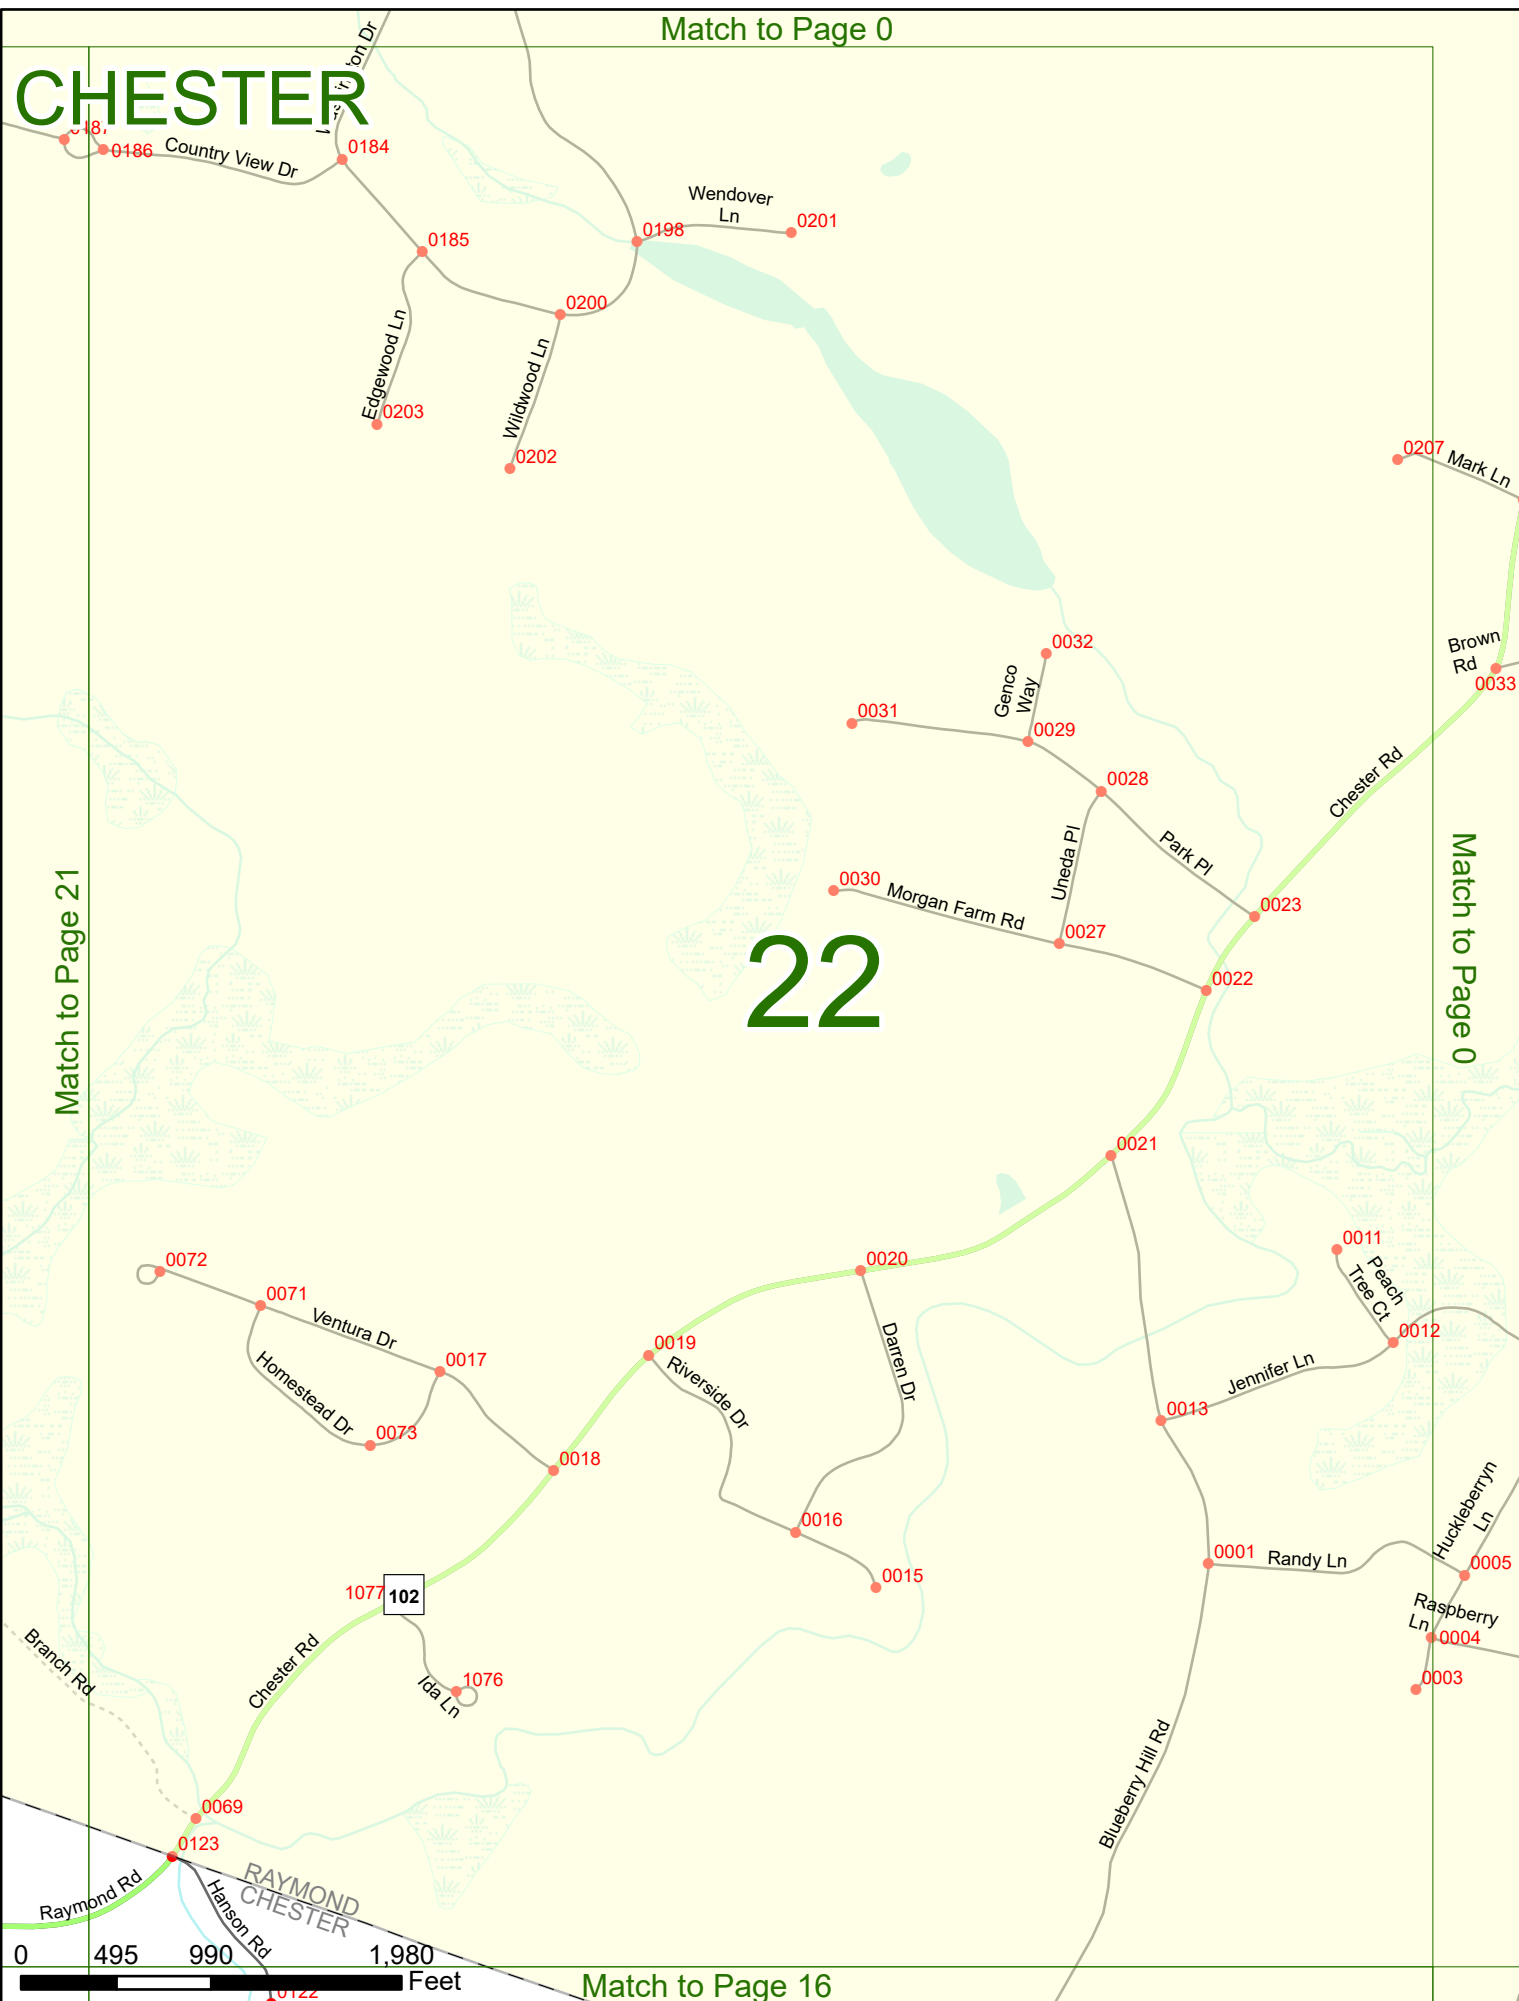 Match to Page 0
CHESTER
0186
Country View Dr
0184
0185
0198
Wendover
Ln
0201
0200
Edgewood Ln
0203
Wildwood Ln
0202
0207
Mark Ln
Brown
Rd
0033
0032
Genco
Way
0031
0029
0028
Chester Rd
Park Pl
Uneda Pl
0030
Morgan Farm Rd
0027
0023
0022
22
Match to Page 21
Match to Page 0
0021
0072
0071
Ventura Dr
0017
Homestead Dr
0073
0018
0019
Riverside Dr
0020
Darren Dr
0016
0015
0011
Peach
Tree Ct
0012
Jennifer Ln
0013
0001
Randy Ln
Huckleberryn
Ln
0005
Raspberry
Ln
0004
0003
1077
102
Chester Rd
1076
Ida Ln
Branch Rd
Blueberry Hill Rd
0069
0123
Raymond Rd
Hanson Rd
RAYMOND
CHESTER
0 495 990 1,980
Feet
0122
Match to Page 16